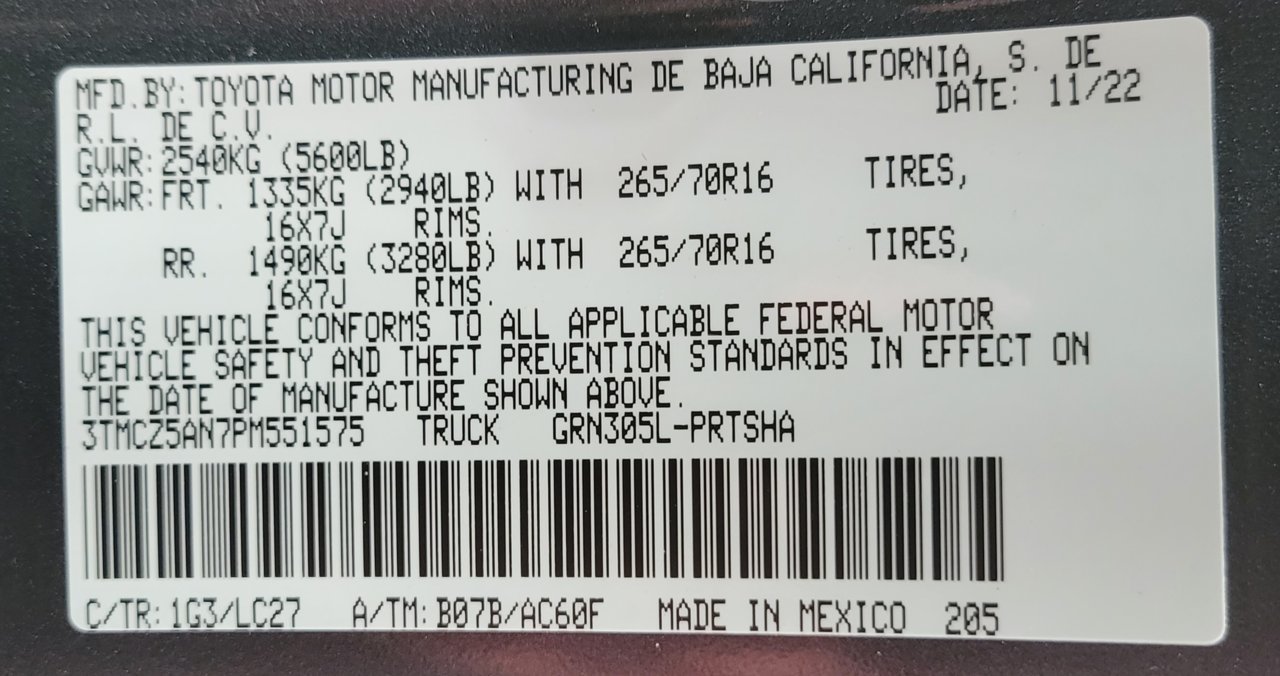 MFD.BY:TOYOTA MOTOR MANUFACTURING DE BAJA CALIFORNIA, S. DE
R.L. DE C.V. DATE: 11/22
GVWR:2540KG (5600LB)
GAWR:FRT. 1335KG (2940LB) WITH 265/70R16 TIRES,
16X7J RIMS.
RR. 1490KG (3280LB) WITH 265/70R16 TIRES,
16X7J RIMS.
THIS VEHICLE CONFORMS TO ALL APPLICABLE FEDERAL MOTOR
VEHICLE SAFETY AND THEFT PREVENTION STANDARDS IN EFFECT ON
THE DATE OF MANUFACTURE SHOWN ABOVE.
3TMCZ5AN7PM551575 TRUCK GRN305L-PRTSHA
C/TR:1G3/LC27 A/TM:B07B/AC60F MADE IN MEXICO 205